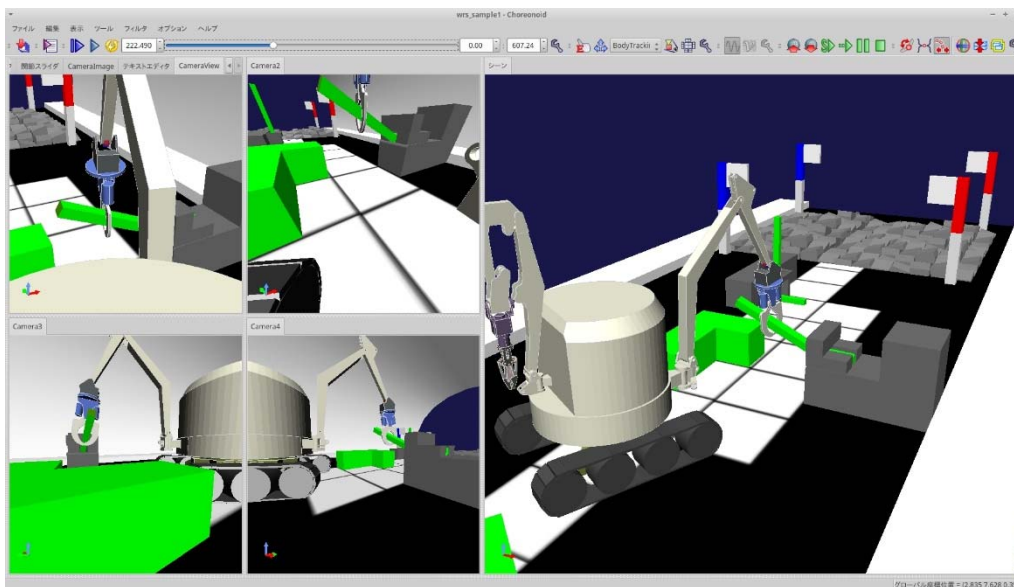 wrs_sample1 - Choreonoid
ファイル 編集 表示 ツール フィルタ オプション ヘルプ
222.490 0.00 : 607.24 BodyTrackin
関節スライダ CameraImage テキストエディタ CameraView Camera2 シーン
Camera3 Camera4